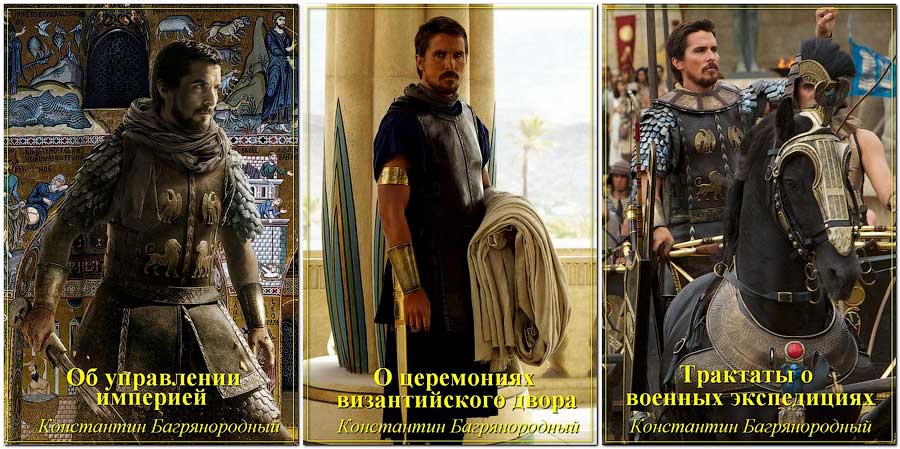 Об управлении
империей
Константин Багрянородный
О церемониях
византийского двора
Константин Багрянородный
Трактаты о
военных экспедициях
Константин Багрянородный